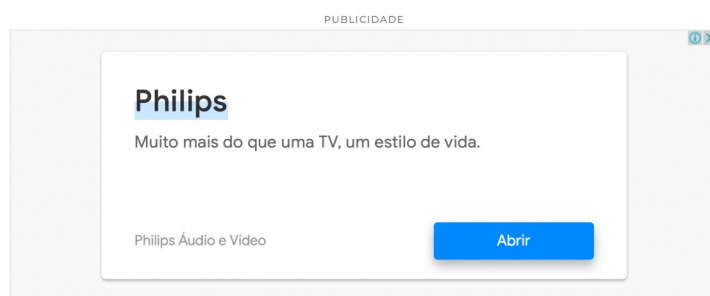 PUBLICIDADE
Philips
Muito mais do que uma TV, um estilo de vida.
Philips Áudio e Vídeo
Abrir